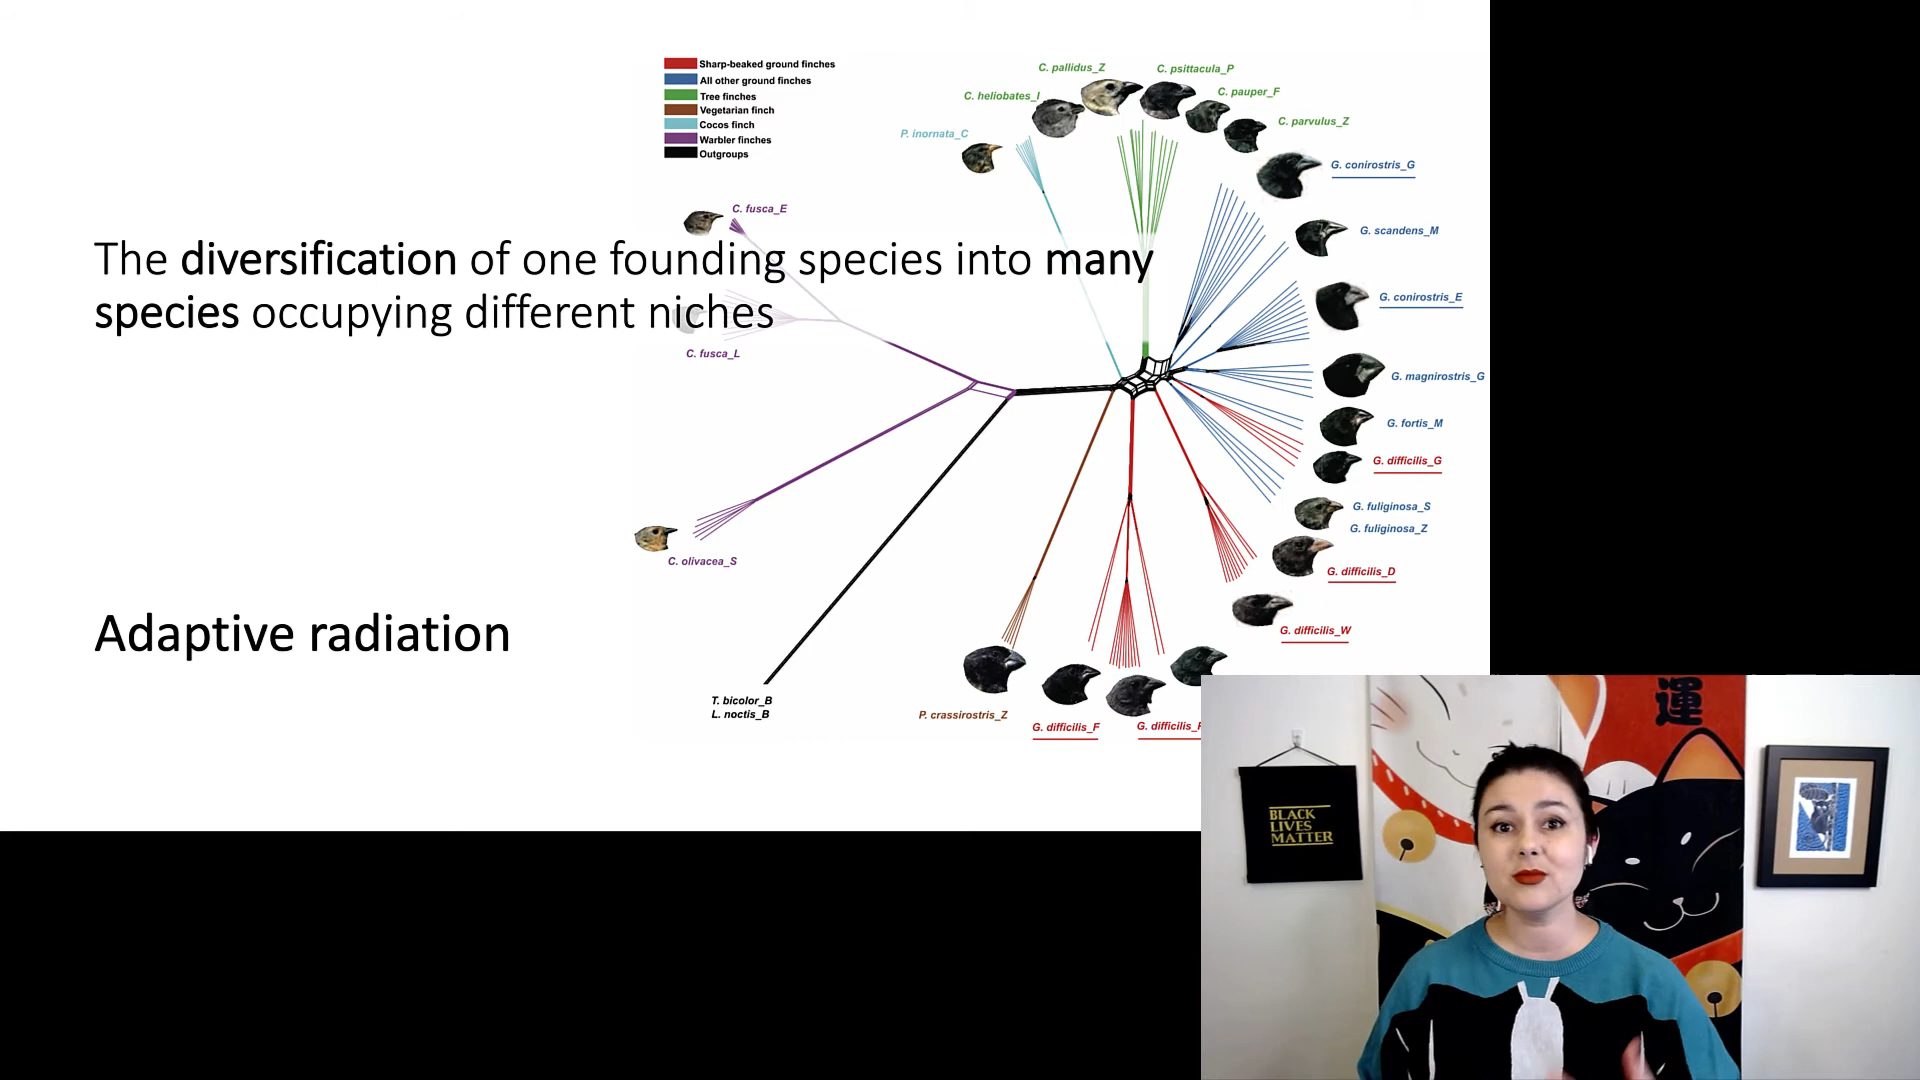 Sharp-beaked ground finches
All other ground finches
Tree finches
Vegetarian finch
Cocos finch
Warbler finches
Outgroups
C. pallidus_Z
C. psittacula_P
C. heliobates_I
C. pauper_F
C. parvulus_Z
P. inornata_C
G. conirostris_G
C. fusca_E
G. scandens_M
The diversification of one founding species into many
species occupying different niches
G. conirostris_E
C. fusca_L
G. magnirostris_G
G. fortis_M
G. difficilis_G
G. fuliginosa_S
G. fuliginosa_Z
C. olivacea_S
G. difficilis_D
G. difficilis_W
Adaptive radiation
T. bicolor_B
L. noctis_B
P. crassirostris_Z
G. difficilis_F
G. difficilis_
運
BLACK
LIVES
MATTER